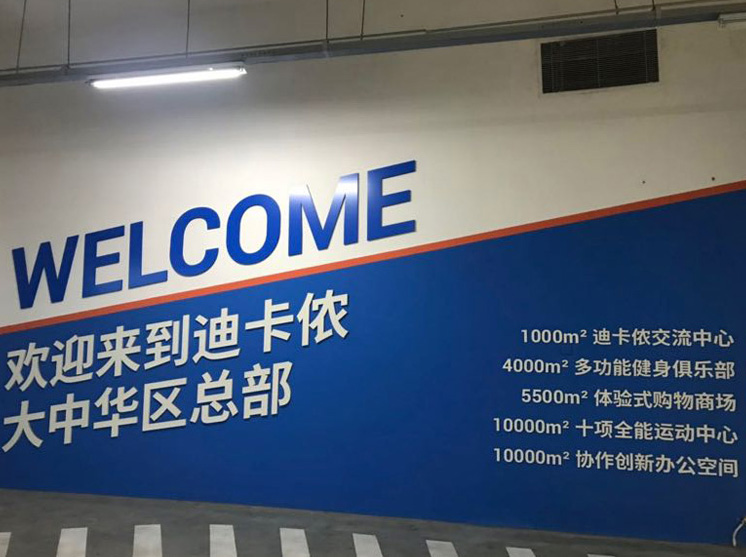 WELCOME
欢迎来到迪卡侬
大中华区总部
1000m² 迪卡侬交流中心
4000m² 多功能健身俱乐部
5500m² 体验式购物商场
10000m² 十项全能运动中心
10000m² 协作创新办公空间